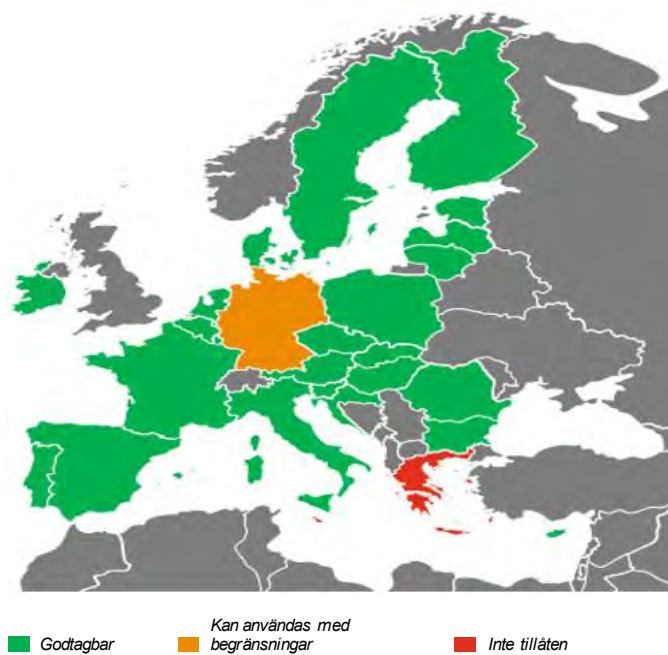 Godtagbar
Kan användas med
begränsningar
Inte tillåten